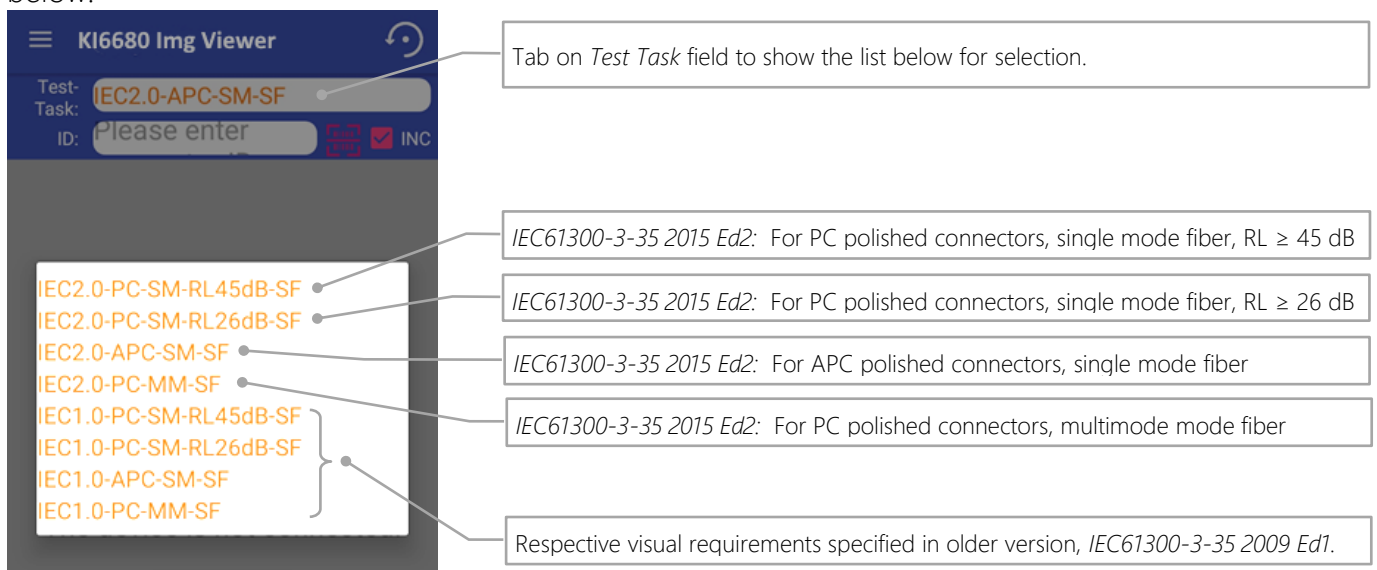 below.
KI6680 Img Viewer
Test-
Task:
IEC2.0-APC-SM-SF
ID:
Please enter
INC
Tab on Test Task field to show the list below for selection.
IEC2.0-PC-SM-RL45dB-SF
IEC2.0-PC-SM-RL26dB-SF
IEC2.0-APC-SM-SF
IEC2.0-PC-MM-SF
IEC1.0-PC-SM-RL45dB-SF
IEC1.0-PC-SM-RL26dB-SF
IEC1.0-APC-SM-SF
IEC1.0-PC-MM-SF
IEC61300-3-35 2015 Ed2: For PC polished connectors, single mode fiber, RL ≥ 45 dB
IEC61300-3-35 2015 Ed2: For PC polished connectors, single mode fiber, RL ≥ 26 dB
IEC61300-3-35 2015 Ed2: For APC polished connectors, single mode fiber
IEC61300-3-35 2015 Ed2: For PC polished connectors, multimode mode fiber
Respective visual requirements specified in older version, IEC61300-3-35 2009 Ed1.